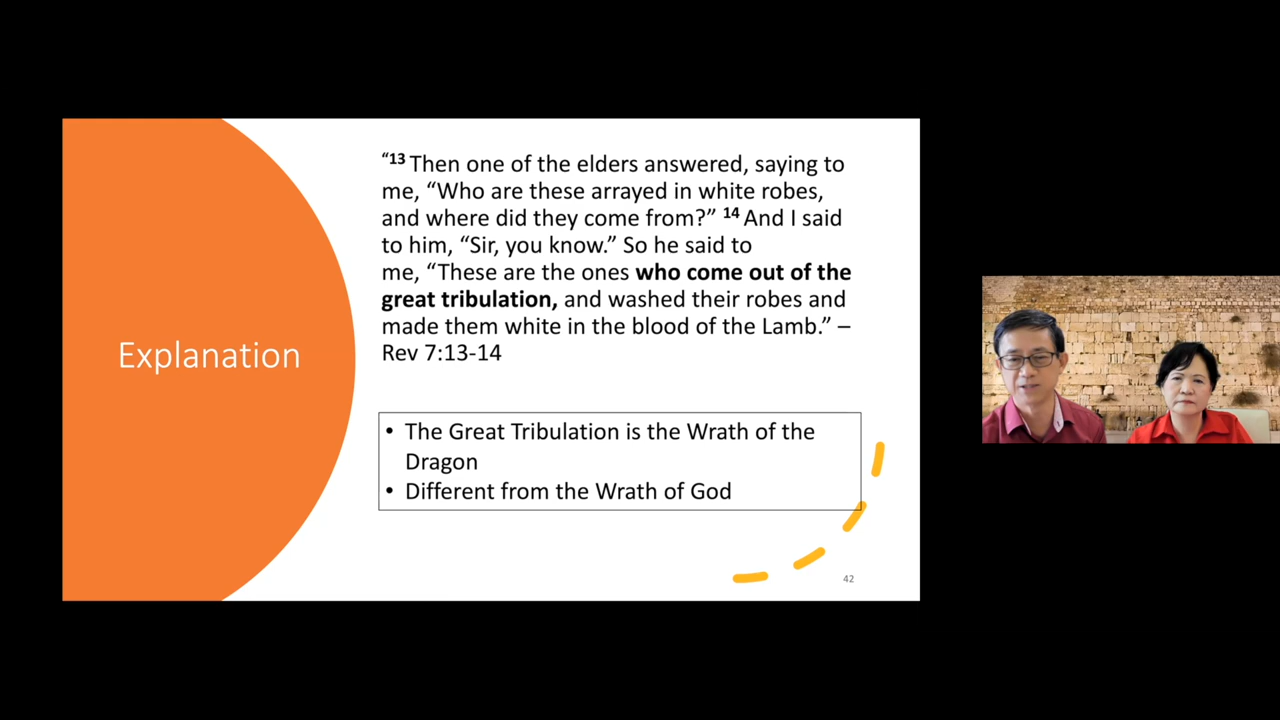 Explanation
“13 Then one of the elders answered, saying to
me, “Who are these arrayed in white robes,
and where did they come from?” 14 And I said
to him, “Sir, you know.” So he said to
me, “These are the ones who come out of the
great tribulation, and washed their robes and
made them white in the blood of the Lamb.” –
Rev 7:13-14
• The Great Tribulation is the Wrath of the
Dragon
• Different from the Wrath of God
42